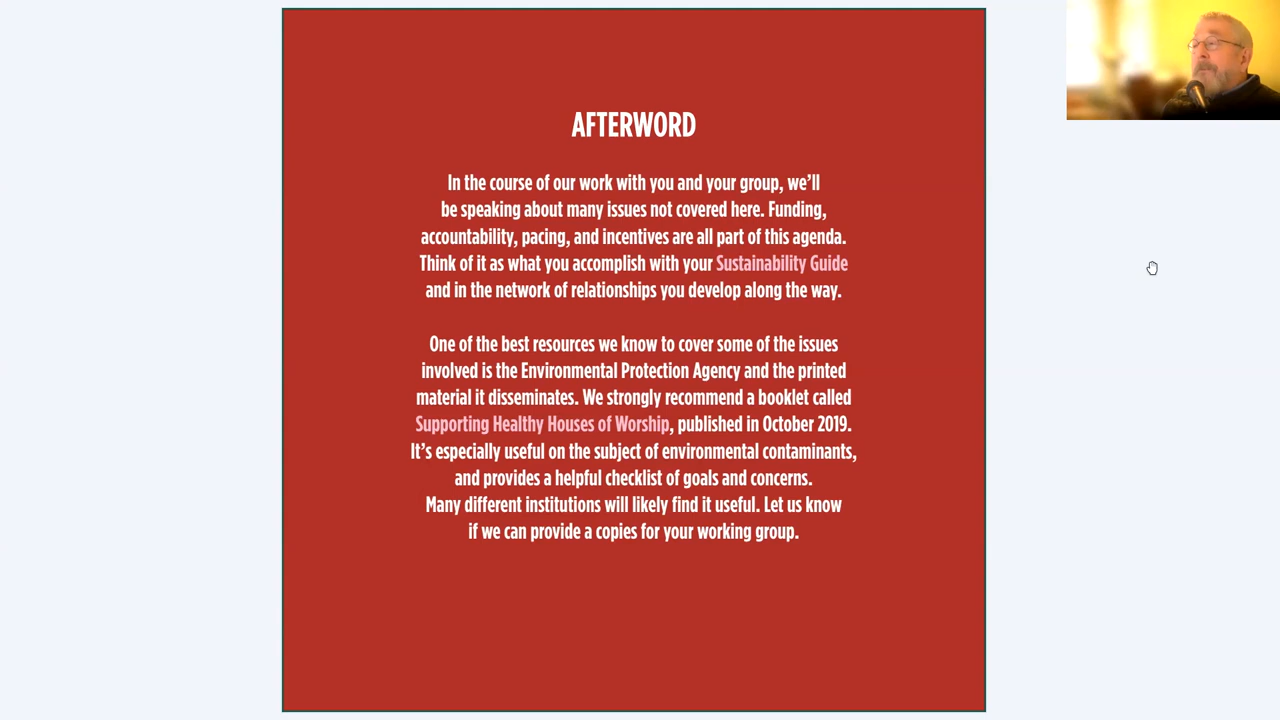 AFTERWORD
In the course of our work with you and your group, we’ll
be speaking about many issues not covered here. Funding,
accountability, pacing, and incentives are all part of this agenda.
Think of it as what you accomplish with your Sustainability Guide
and in the network of relationships you develop along the way.
One of the best resources we know to cover some of the issues
involved is the Environmental Protection Agency and the printed
material it disseminates. We strongly recommend a booklet called
Supporting Healthy Houses of Worship, published in October 2019.
It’s especially useful on the subject of environmental contaminants,
and provides a helpful checklist of goals and concerns.
Many different institutions will likely find it useful. Let us know
if we can provide a copies for your working group.